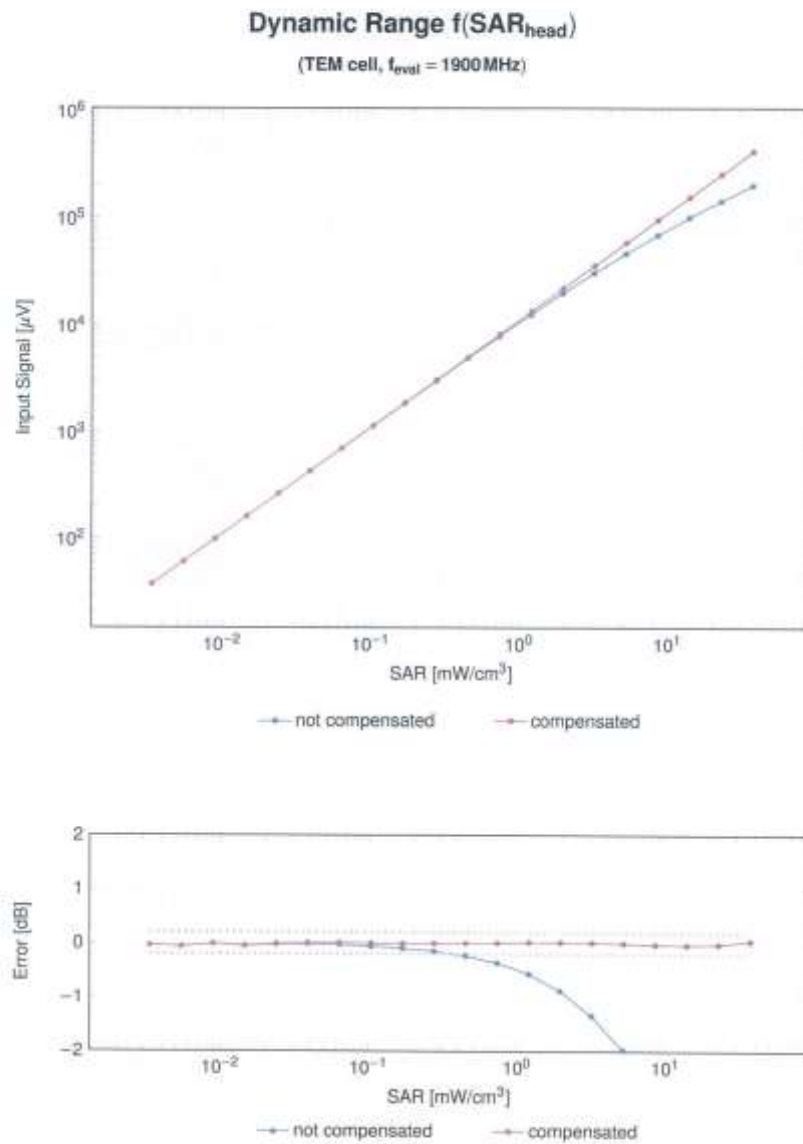 Dynamic Range f(SARhead)
(TEM cell, feval = 1900 MHz)
10⁶
10⁵
10⁴
10³
10²
Input Signal [µV]
10⁻² 10⁻¹ 10⁰ 10¹
SAR [mW/cm³]
not compensated compensated
2
1
0
−1
−2
Error [dB]
10⁻² 10⁻¹ 10⁰ 10¹
SAR [mW/cm³]
not compensated compensated